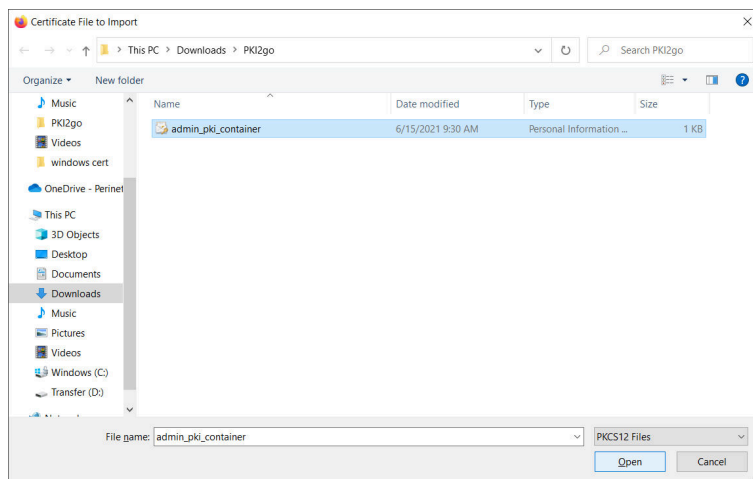 Certificate File to Import
This PC > Downloads > PKI2go
Search PKI2go
Organize
New folder
Music
PKI2go
Videos
windows cert
OneDrive - Perinet
This PC
3D Objects
Desktop
Documents
Downloads
Music
Pictures
Videos
Windows (C:)
Transfer (D:)
Name Date modified Type Size
admin_pki_container 6/15/2021 9:30 AM Personal Information ... 1 KB
File name: admin_pki_container
PKCS12 Files
Open Cancel